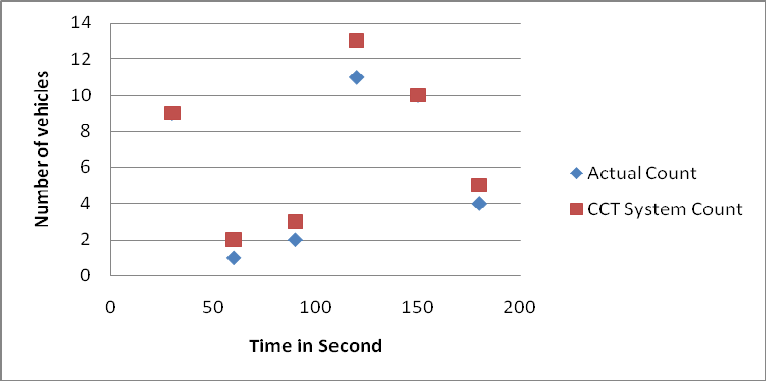 14
12
10
8
6
4
2
0
Number of vehicles
0 50 100 150 200
Time in Second
Actual Count
CCT System Count